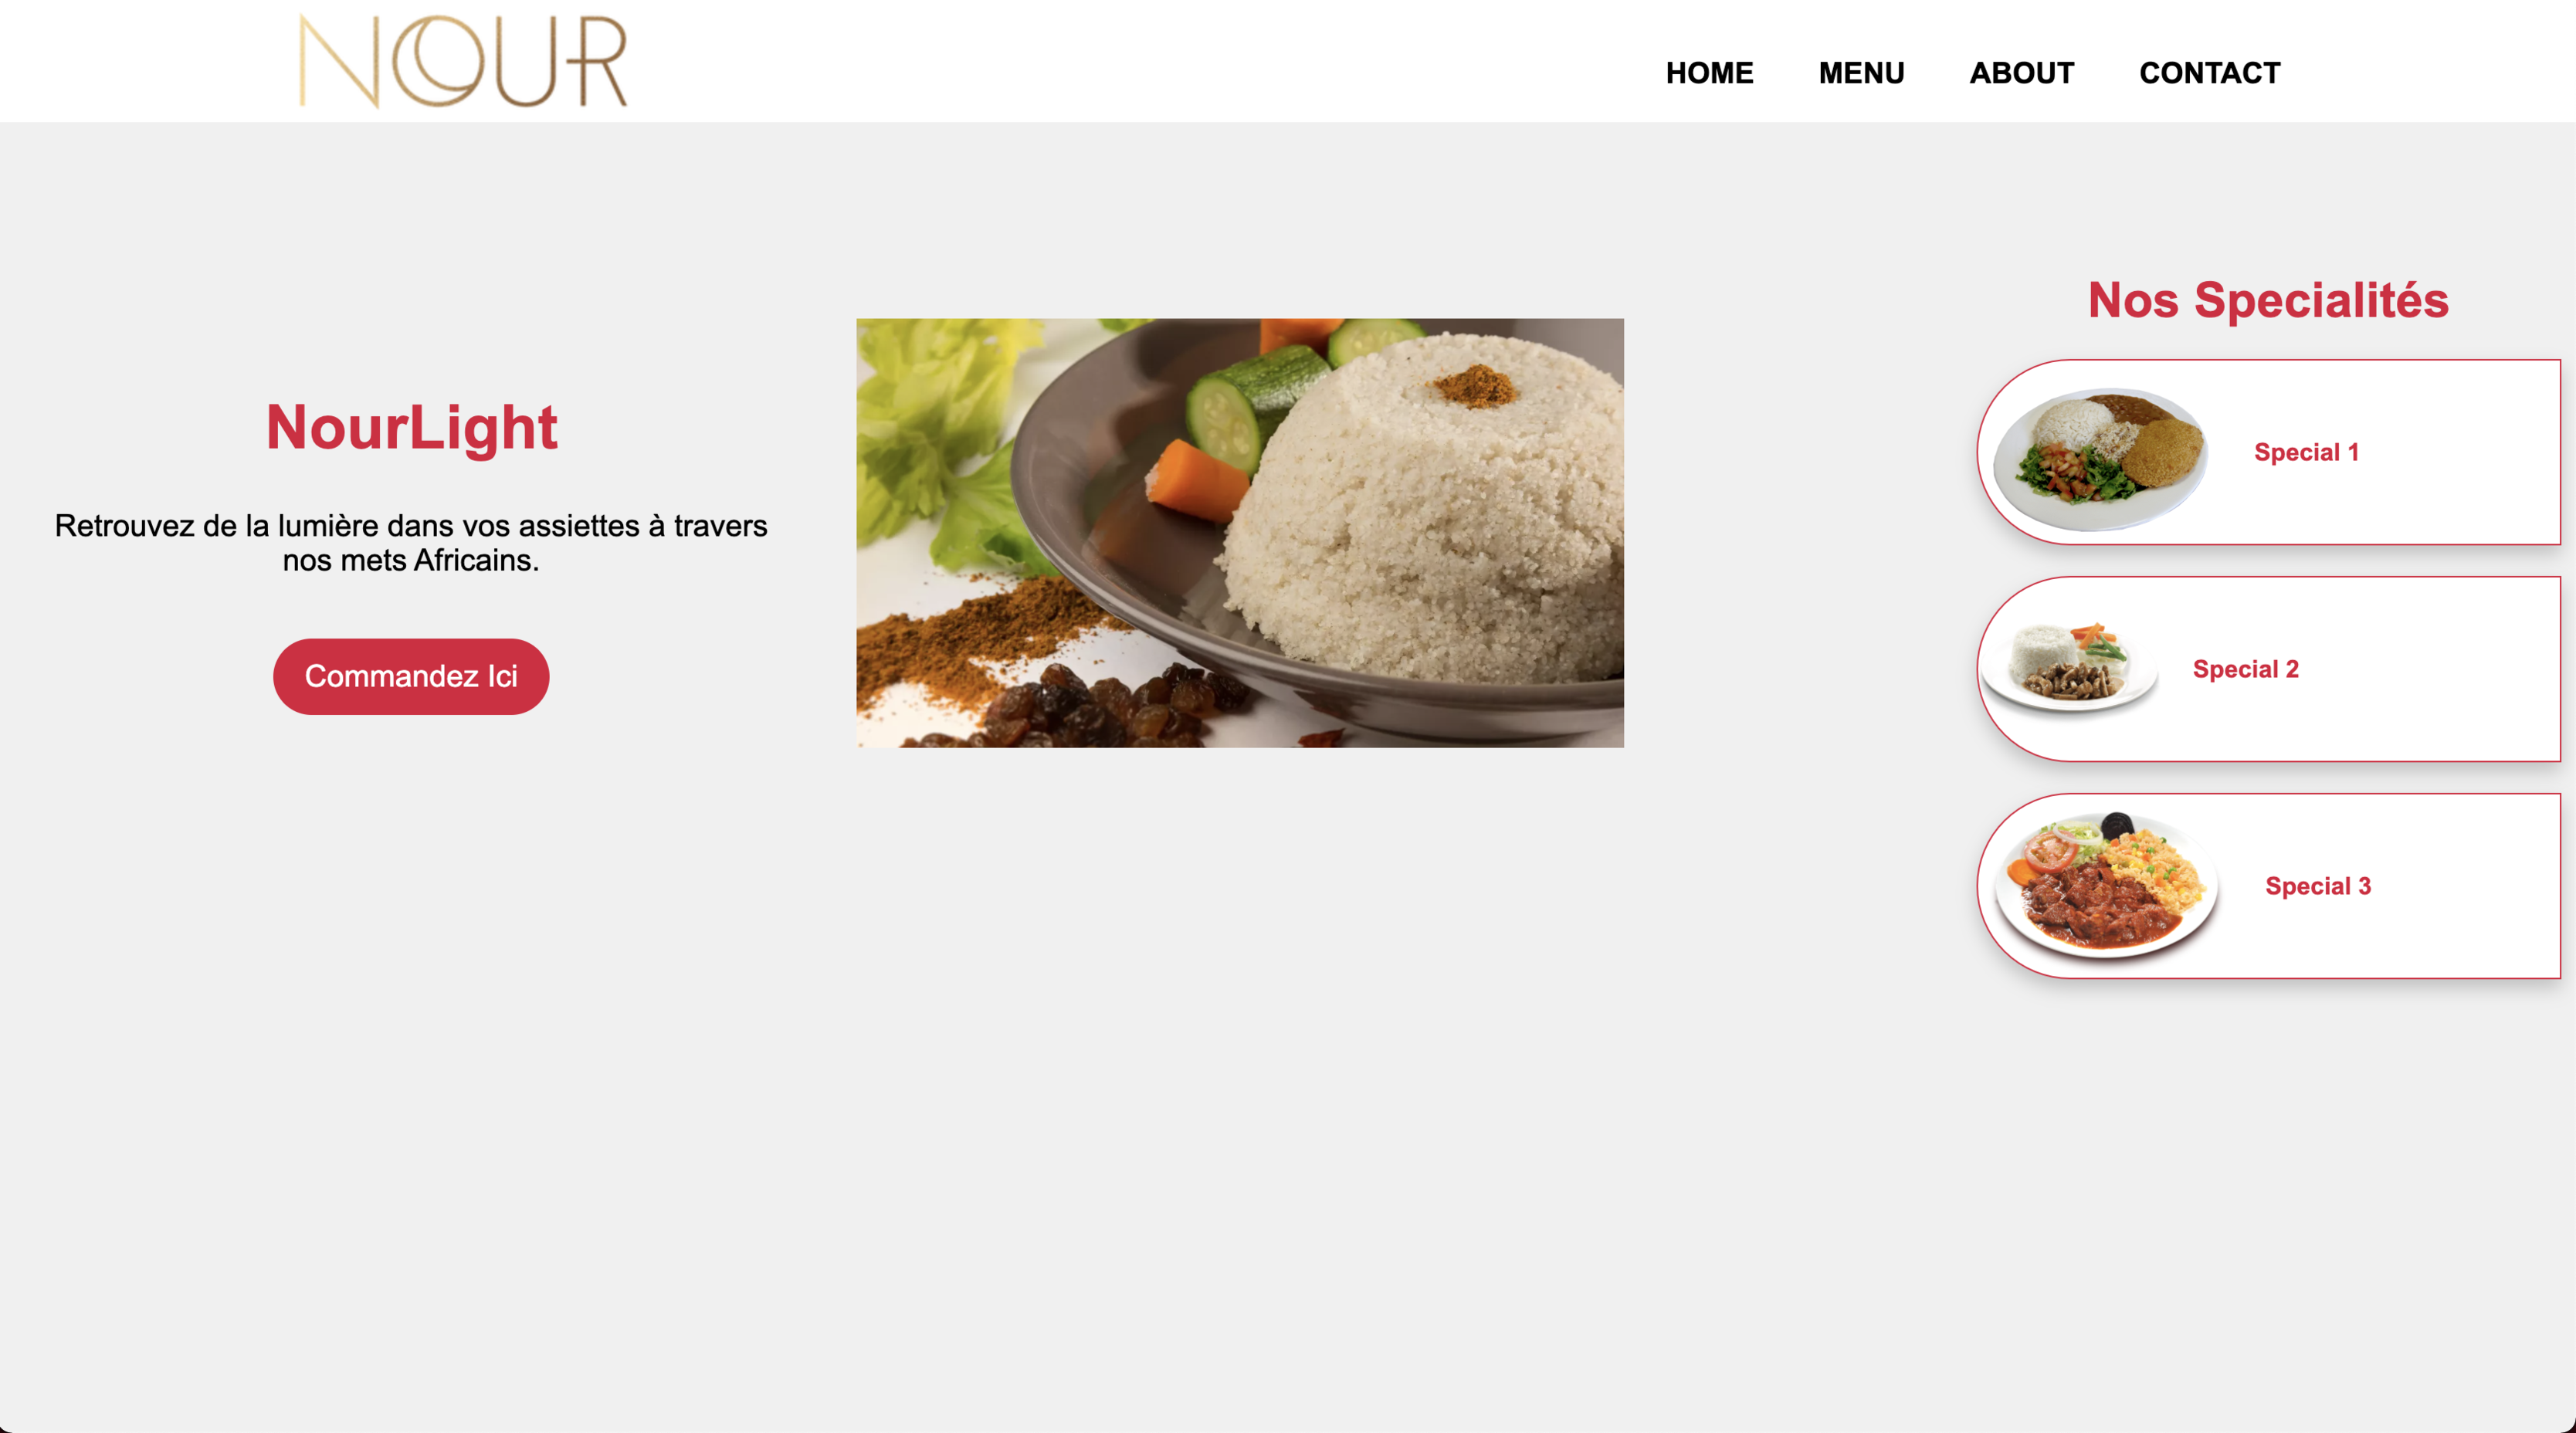 NOUR
HOME MENU ABOUT CONTACT
NourLight
Retrouvez de la lumière dans vos assiettes à travers
nos mets Africains.
Commandez Ici
Nos Specialités
Special 1
Special 2
Special 3